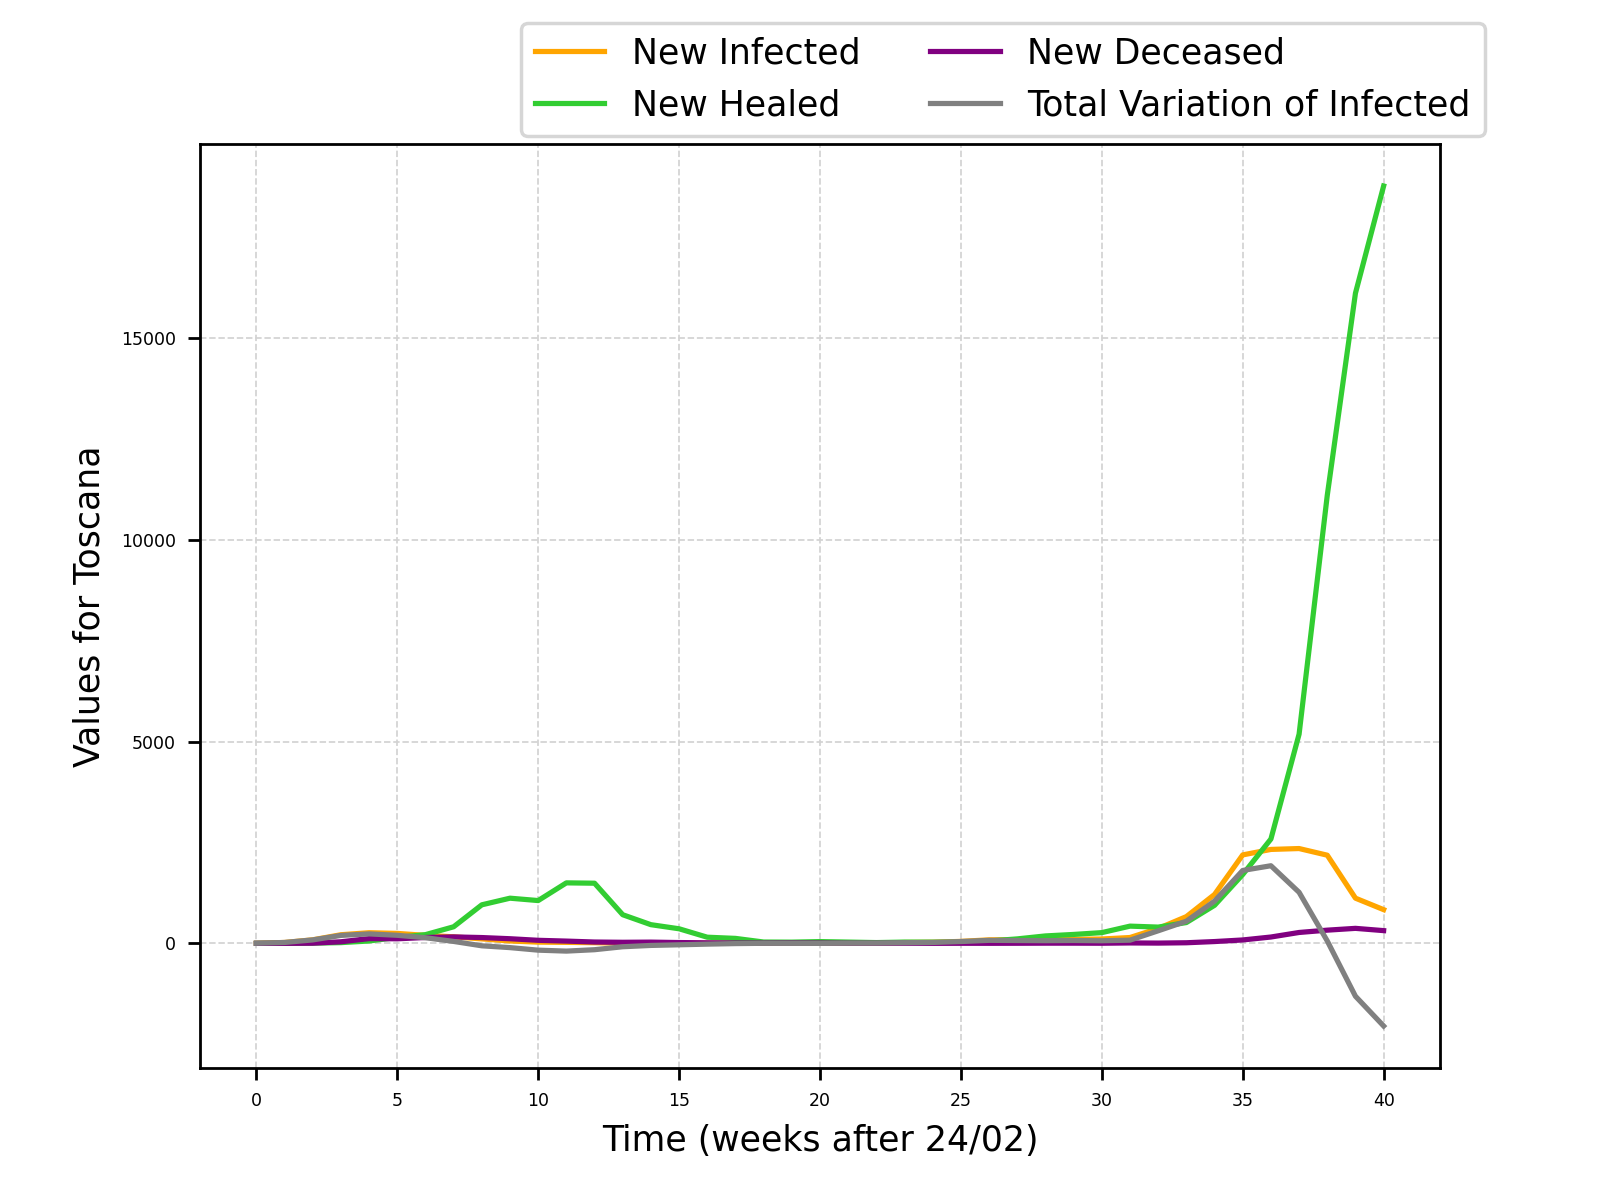 New Infected
New Healed
New Deceased
Total Variation of Infected
Values for Toscana
15000
10000
5000
0
0 5 10 15 20 25 30 35 40
Time (weeks after 24/02)